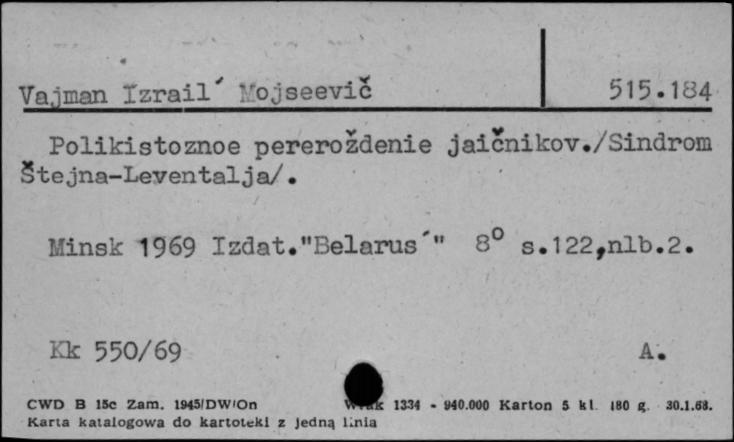 Vajman Izrail´ Mojseevič 515.184
Polikistoznoe pereroždenie jaičnikov./Sindrom
Štejna-Leventalja/.
Minsk 1969 Izdat."Belarus´" 8° s.122,nlb.2.
Kk 550/69 A.
CWD B 15c Zam. 1945/DW/On 1334 - 940.000 Karton 5 kl. 180 g. 30.1.68.
Karta katalogowa do kartoteki z jedną linią